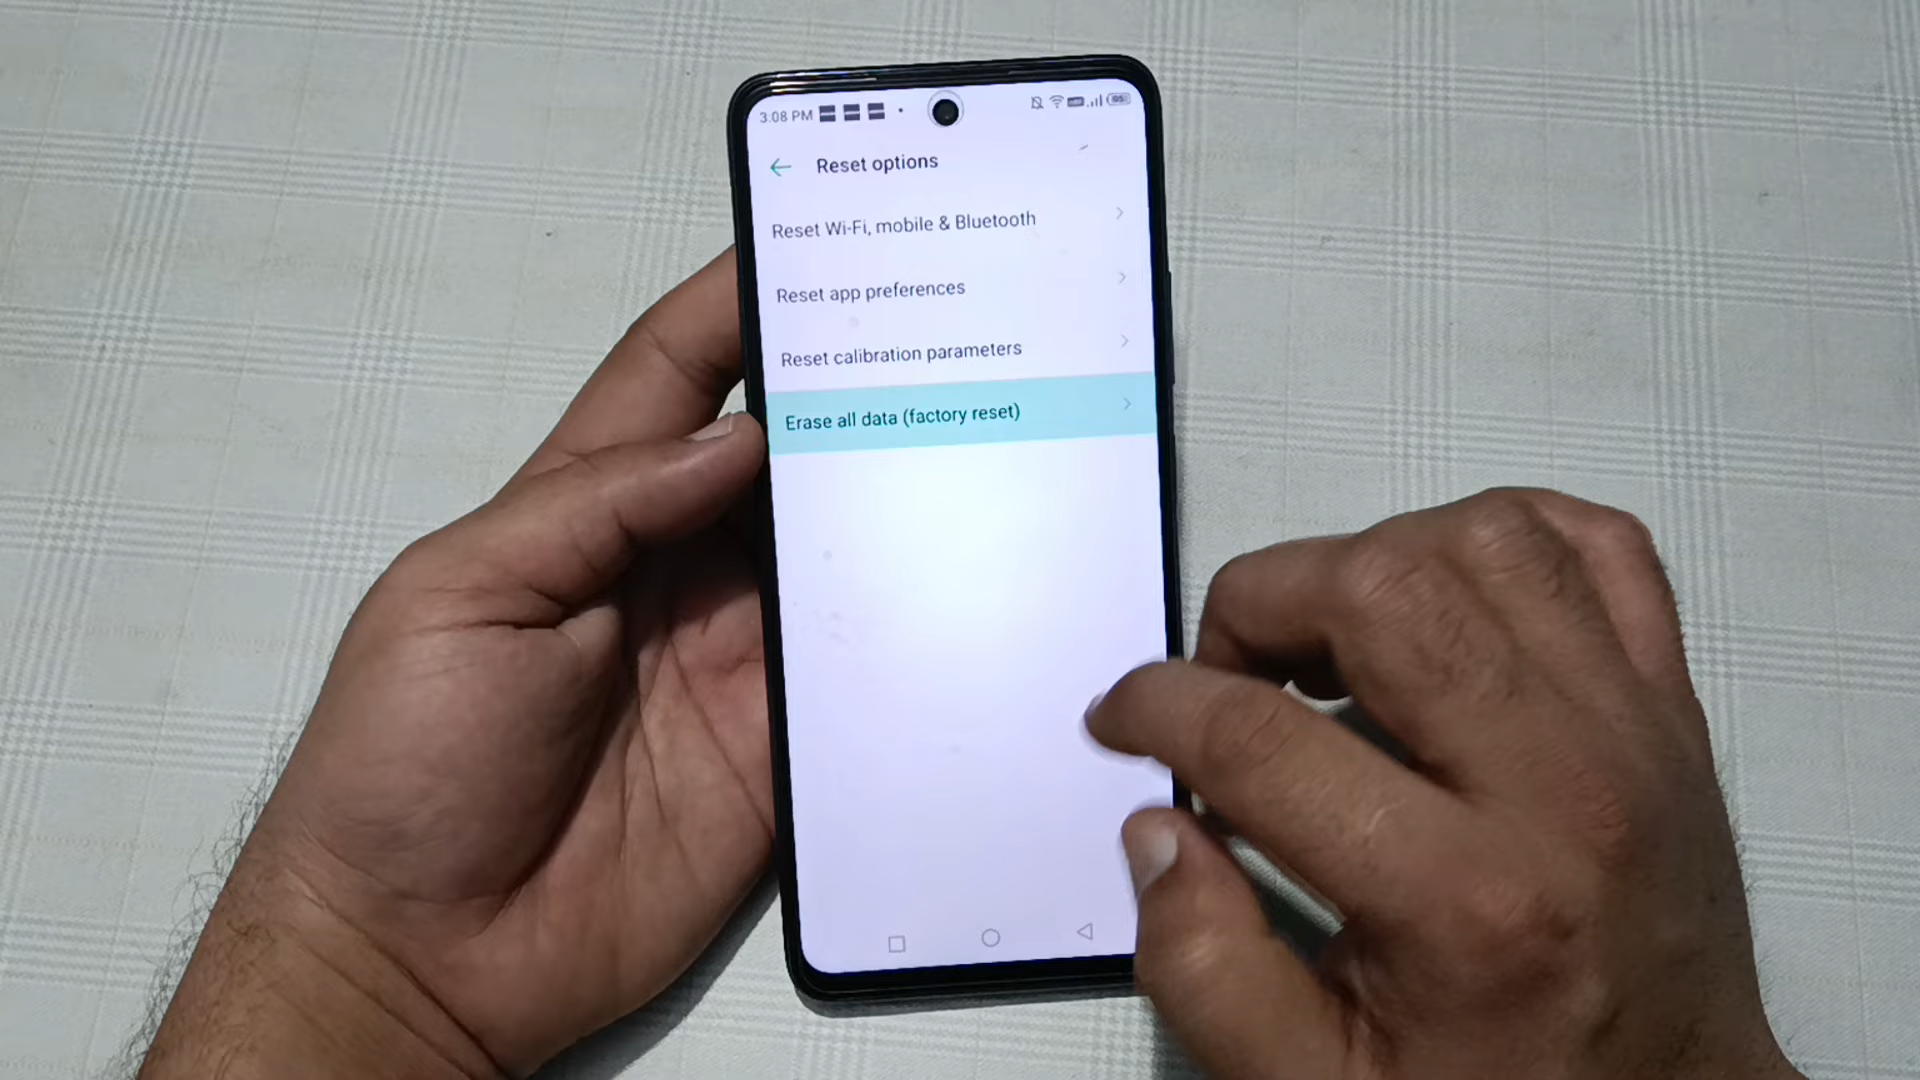 3:08 PM
Reset options
Reset Wi-Fi, mobile & Bluetooth
Reset app preferences
Reset calibration parameters
Erase all data (factory reset)